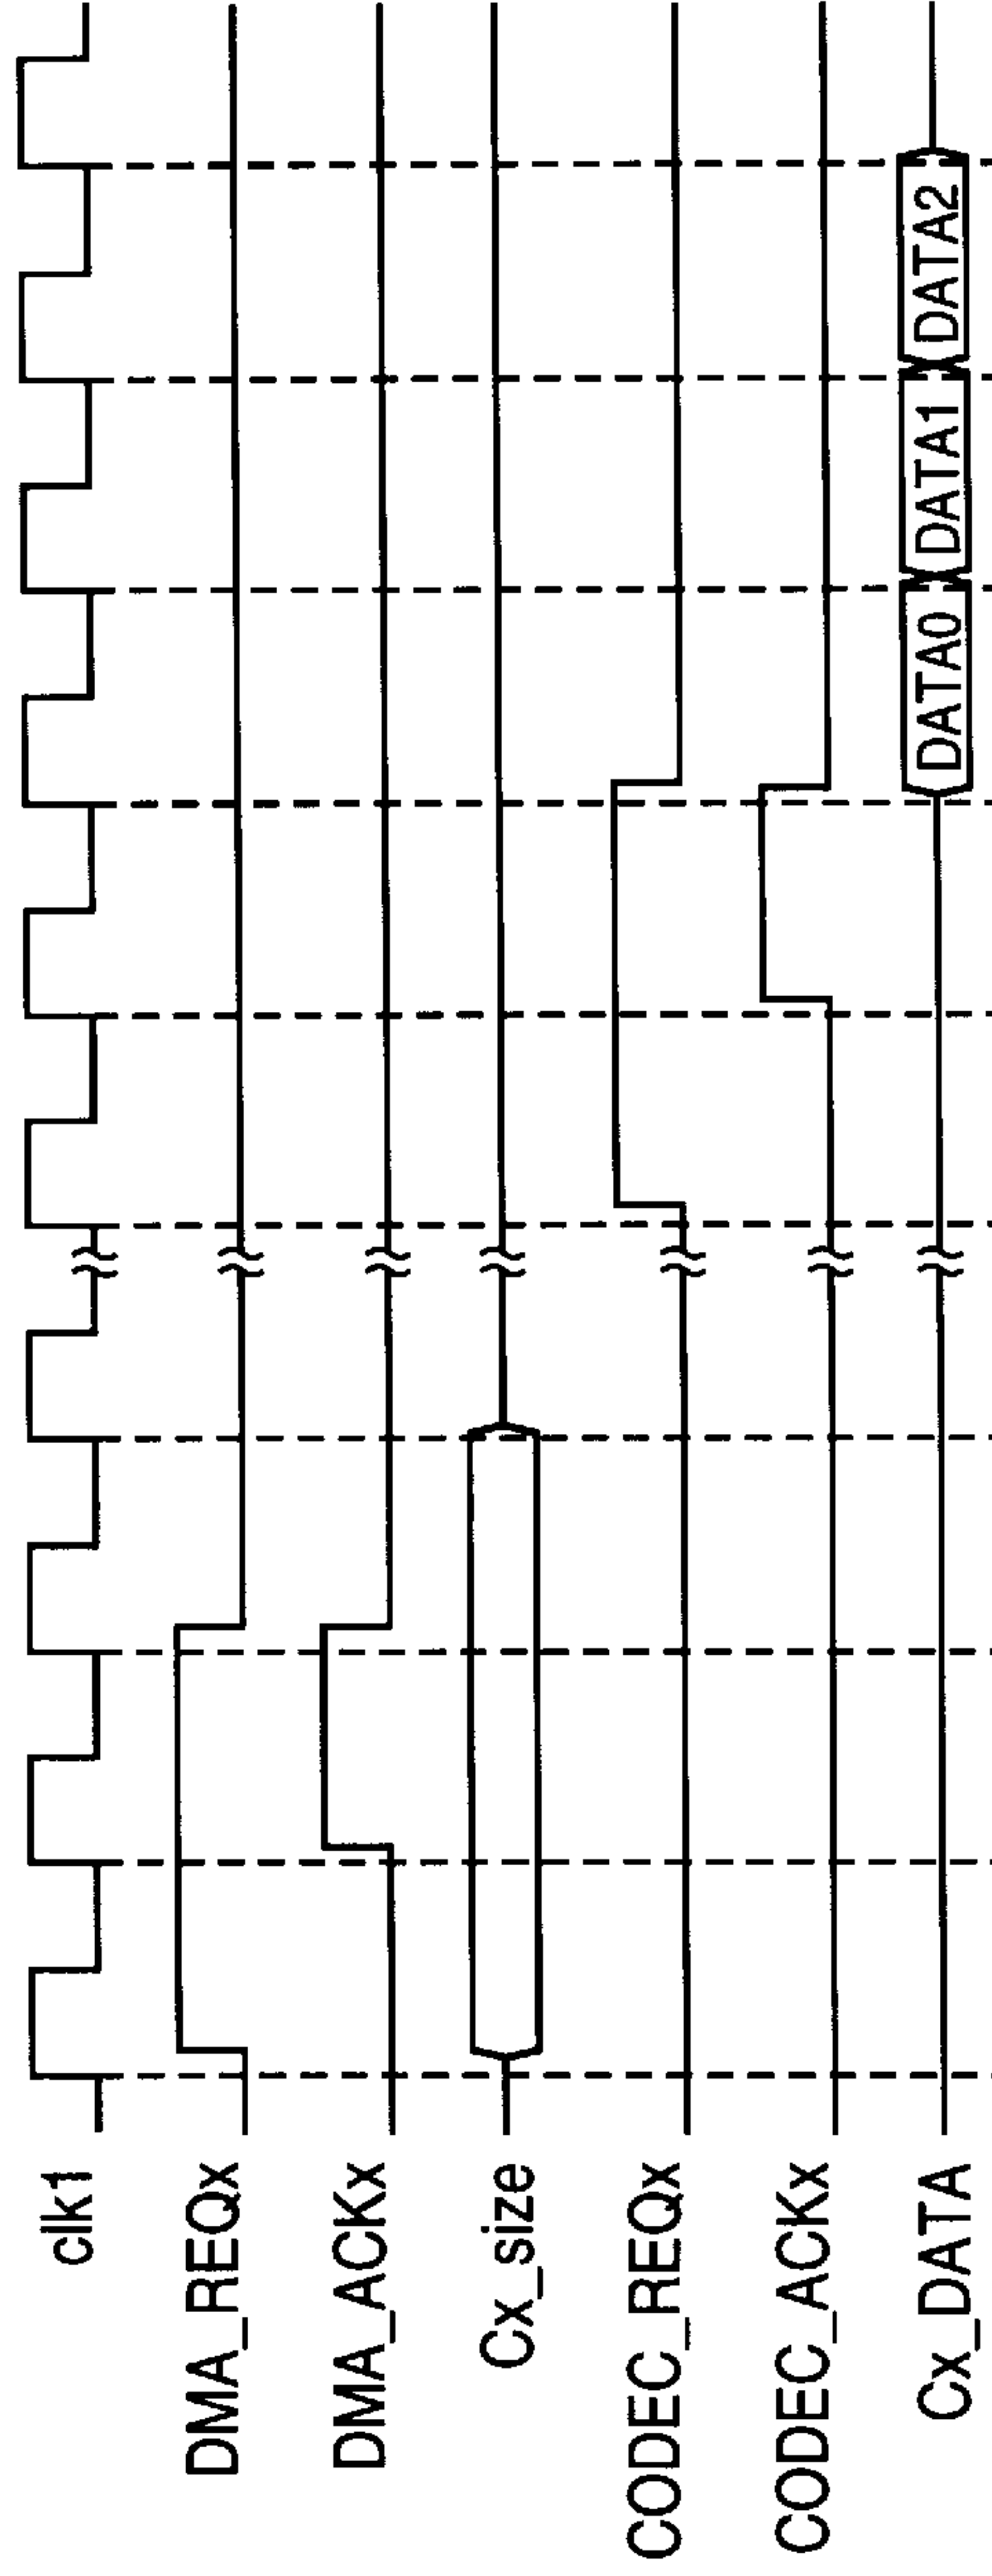 clk1
DMA_REQx
DMA_ACKx
Cx_size
CODEC_REQx
CODEC_ACKx
Cx_DATA
DATA0 DATA1 DATA2